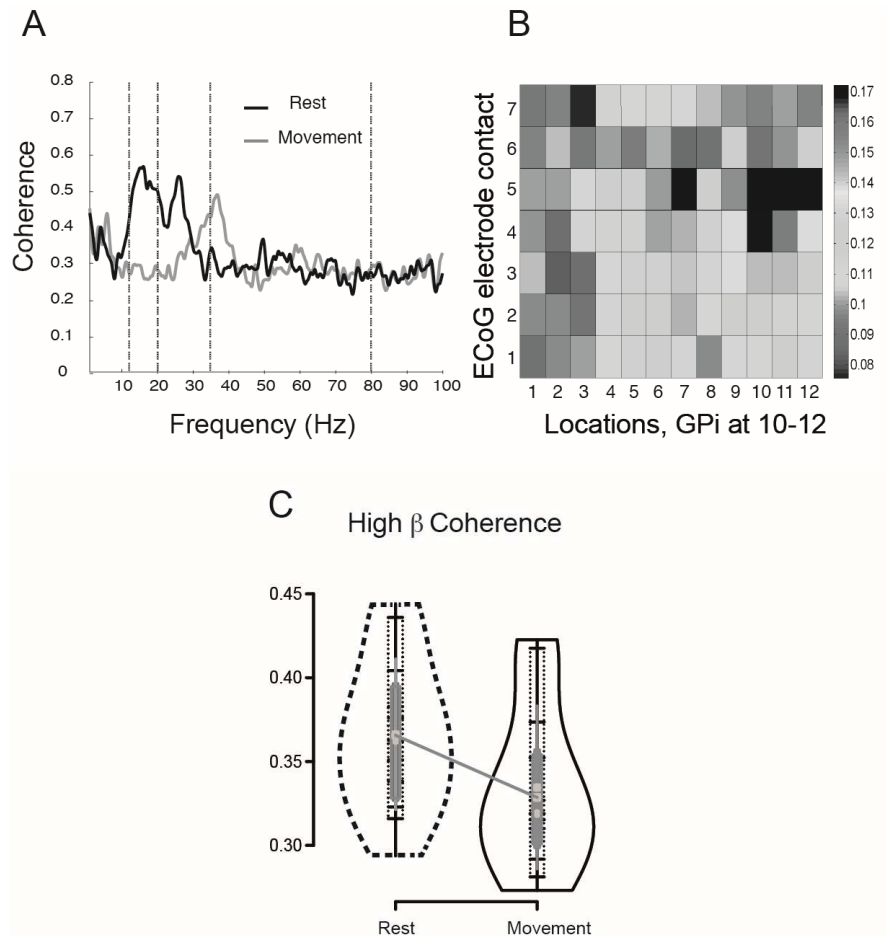 A
0.8
0.7
0.6
0.5
0.4
0.3
0.2
0.1
0
Coherence
Rest
Movement
10 20 30 40 50 60 70 80 90 100
Frequency (Hz)
B
ECoG electrode contact
7
6
5
4
3
2
1
1 2 3 4 5 6 7 8 9 10 11 12
Locations, GPi at 10-12
0.17
0.16
0.15
0.14
0.13
0.12
0.11
0.1
0.09
0.08
C
High β Coherence
0.45
0.40
0.35
0.30
Rest Movement